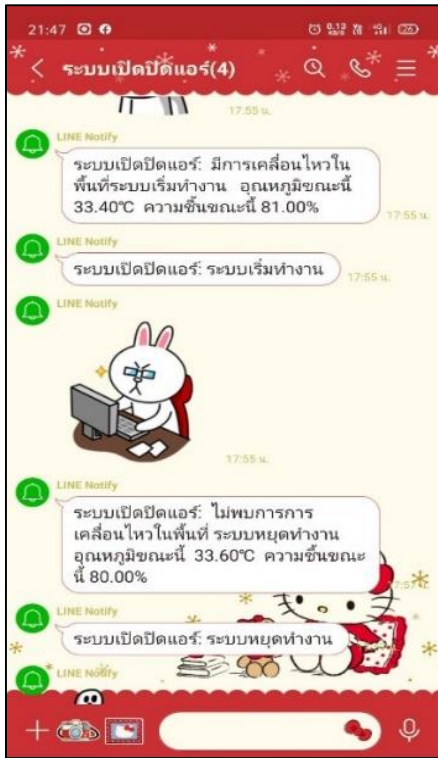 21:47
0.13 KB/S
4G
26
ระบบเปิดปิดแอร์(4)
17.55 น.
LINE Notify
ระบบเปิดปิดแอร์: มีการเคลื่อนไหวใน
พื้นที่ระบบเริ่มทำงาน อุณหภูมิขณะนี้
33.40°C ความชื้นขณะนี้ 81.00%
17:55 น.
LINE Notify
ระบบเปิดปิดแอร์: ระบบเริ่มทำงาน
17:55 น.
LINE Notify
17:55 น.
LINE Notify
ระบบเปิดปิดแอร์: ไม่พบการการ
เคลื่อนไหวในพื้นที่ ระบบหยุดทำงาน
อุณหภูมิขณะนี้ 33.60°C ความชื้นขณะ
นี้ 80.00%
LINE Notify
ระบบเปิดปิดแอร์: ระบบหยุดทำงาน
LINE Notify